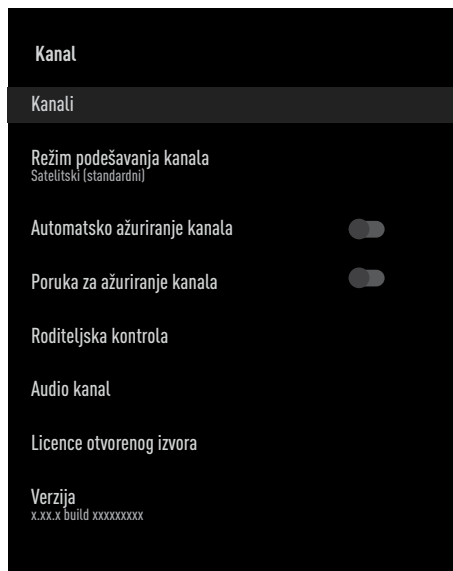 Kanal
Kanali
Režim podešavanja kanala
Satelitski (standardni)
Automatsko ažuriranje kanala
Poruka za ažuriranje kanala
Roditeljska kontrola
Audio kanal
Licence otvorenog izvora
Verzija
x.xx.x build xxxxxxxxx